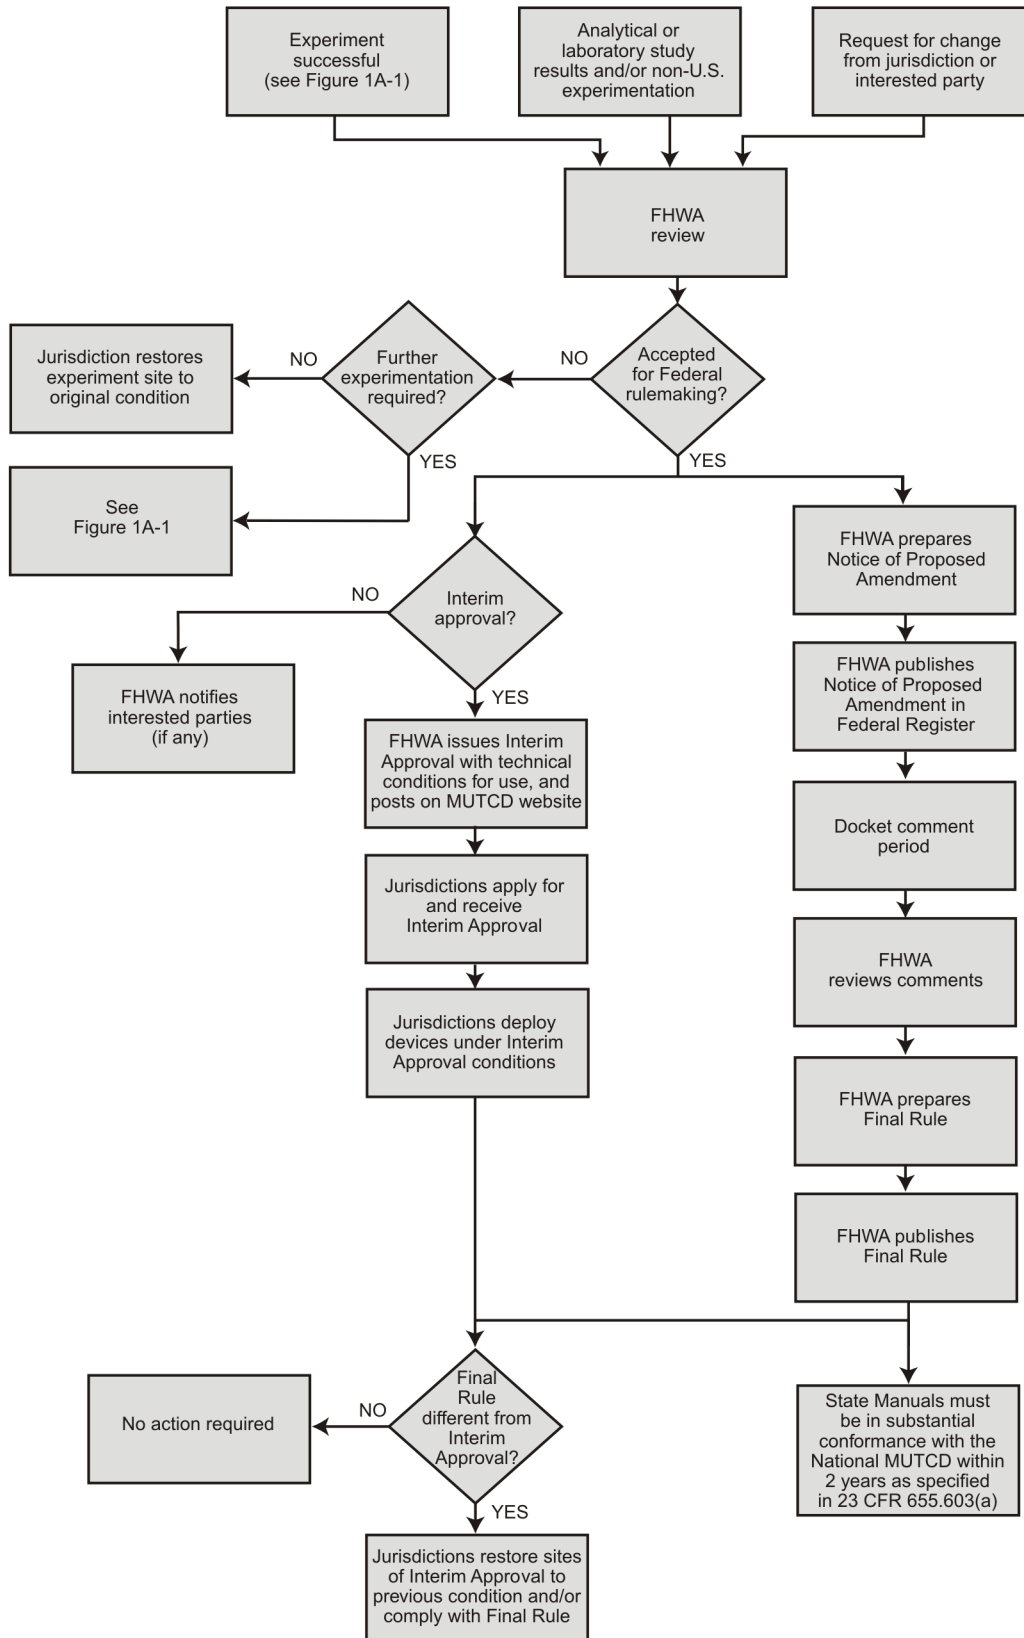 Experiment
successful
(see Figure 1A-1)
Analytical or
laboratory study
results and/or non-U.S.
experimentation
Request for change
from jurisdiction or
interested party
FHWA
review
Accepted
for Federal
rulemaking?
NO
YES
Further
experimentation
required?
NO
YES
Jurisdiction restores
experiment site to
original condition
See
Figure 1A-1
Interim
approval?
NO
YES
FHWA notifies
interested parties
(if any)
FHWA issues Interim
Approval with technical
conditions for use, and
posts on MUTCD website
Jurisdictions apply for
and receive
Interim Approval
Jurisdictions deploy
devices under Interim
Approval conditions
FHWA prepares
Notice of Proposed
Amendment
FHWA publishes
Notice of Proposed
Amendment in
Federal Register
Docket comment
period
FHWA
reviews comments
FHWA prepares
Final Rule
FHWA publishes
Final Rule
State Manuals must
be in substantial
conformance with the
National MUTCD within
2 years as specified
in 23 CFR 655.603(a)
Final
Rule
different from
Interim
Approval?
NO
YES
No action required
Jurisdictions restore sites
of Interim Approval to
previous condition and/or
comply with Final Rule